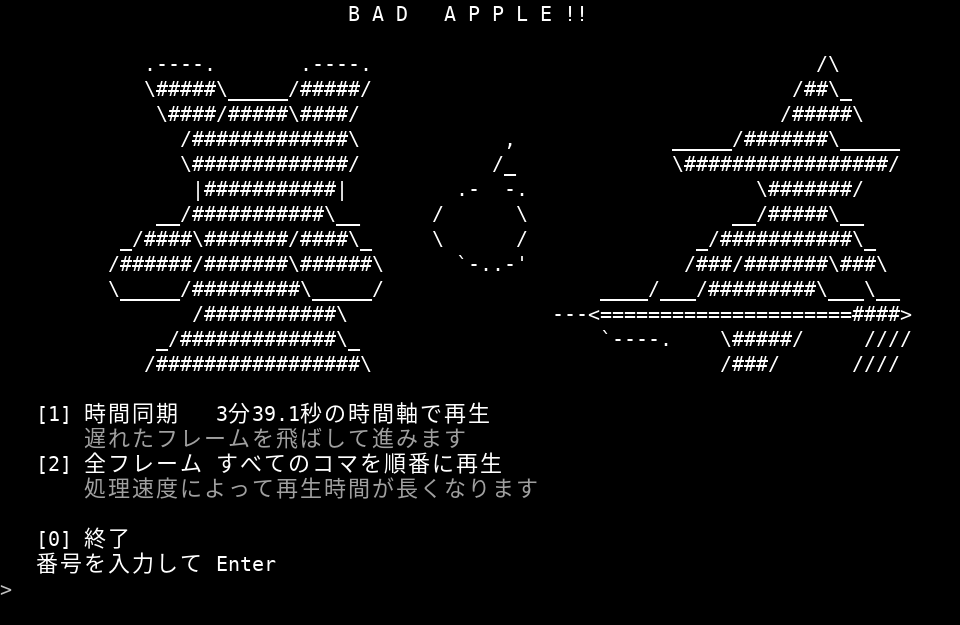 BAD APPLE!!
[1] 時間同期 3分39.1秒の時間軸で再生
遅れたフレームを飛ばして進みます
[2] 全フレーム すべてのコマを順番に再生
処理速度によって再生時間が長くなります
[0] 終了
番号を入力して Enter
>